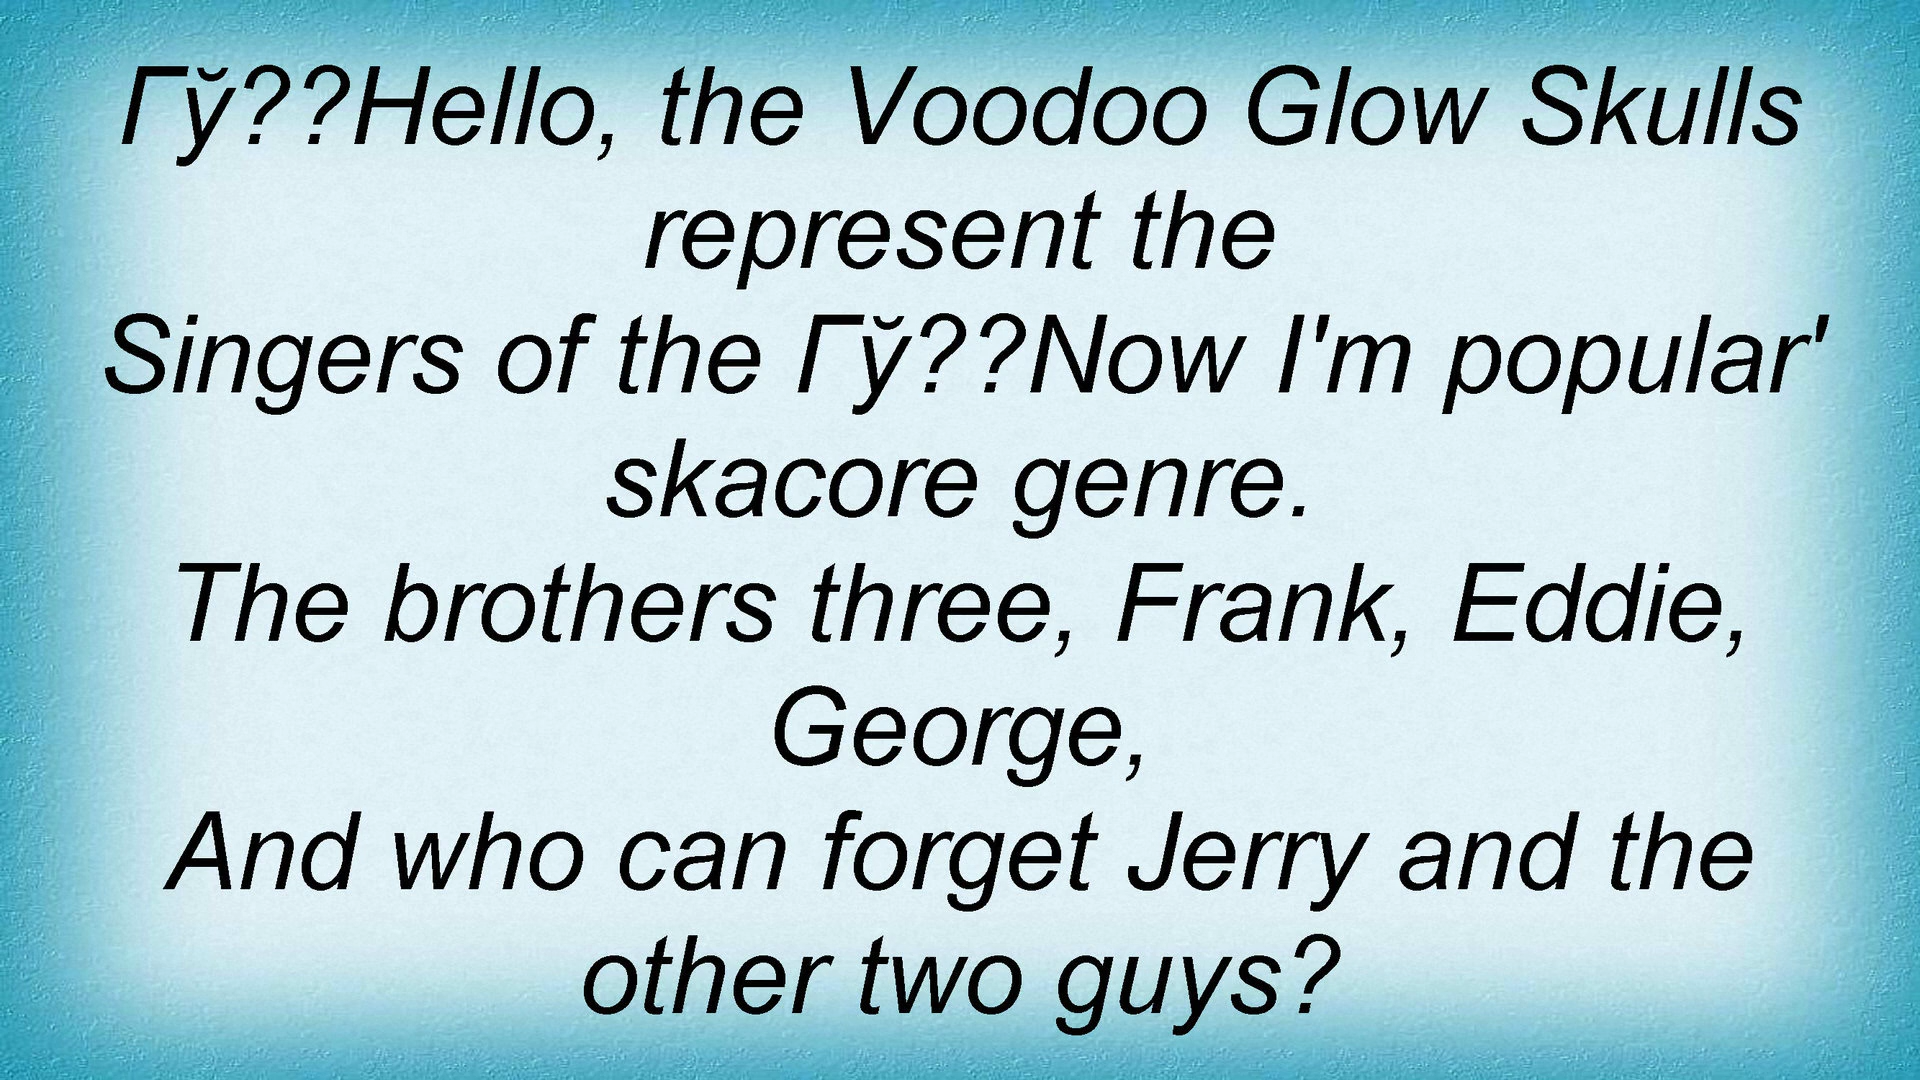 Гў??Hello, the Voodoo Glow Skulls
represent the
Singers of the Гў??Now I'm popular'
skacore genre.
The brothers three, Frank, Eddie,
George,
And who can forget Jerry and the
other two guys?